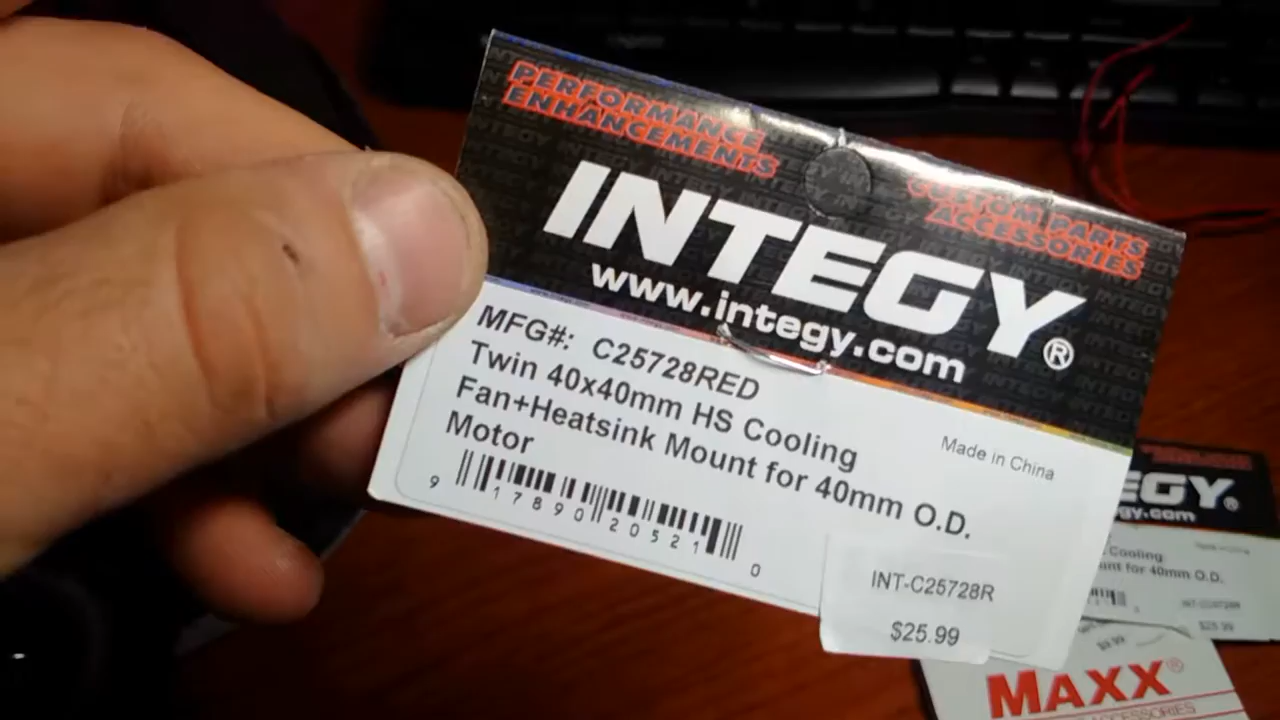 PERFORMANCE
ENHANCEMENTS
CUSTOM PARTS
ACCESSORIES
INTEGY®
www.integy.com
MFG#: C25728RED
Twin 40x40mm HS Cooling
Fan+Heatsink Mount for 40mm O.D.
Motor
Made in China
9 17890 20521 0
INT-C25728R
$25.99
EGY®
gy.com
Cooling
unt for 40mm O.D.
MAXX®